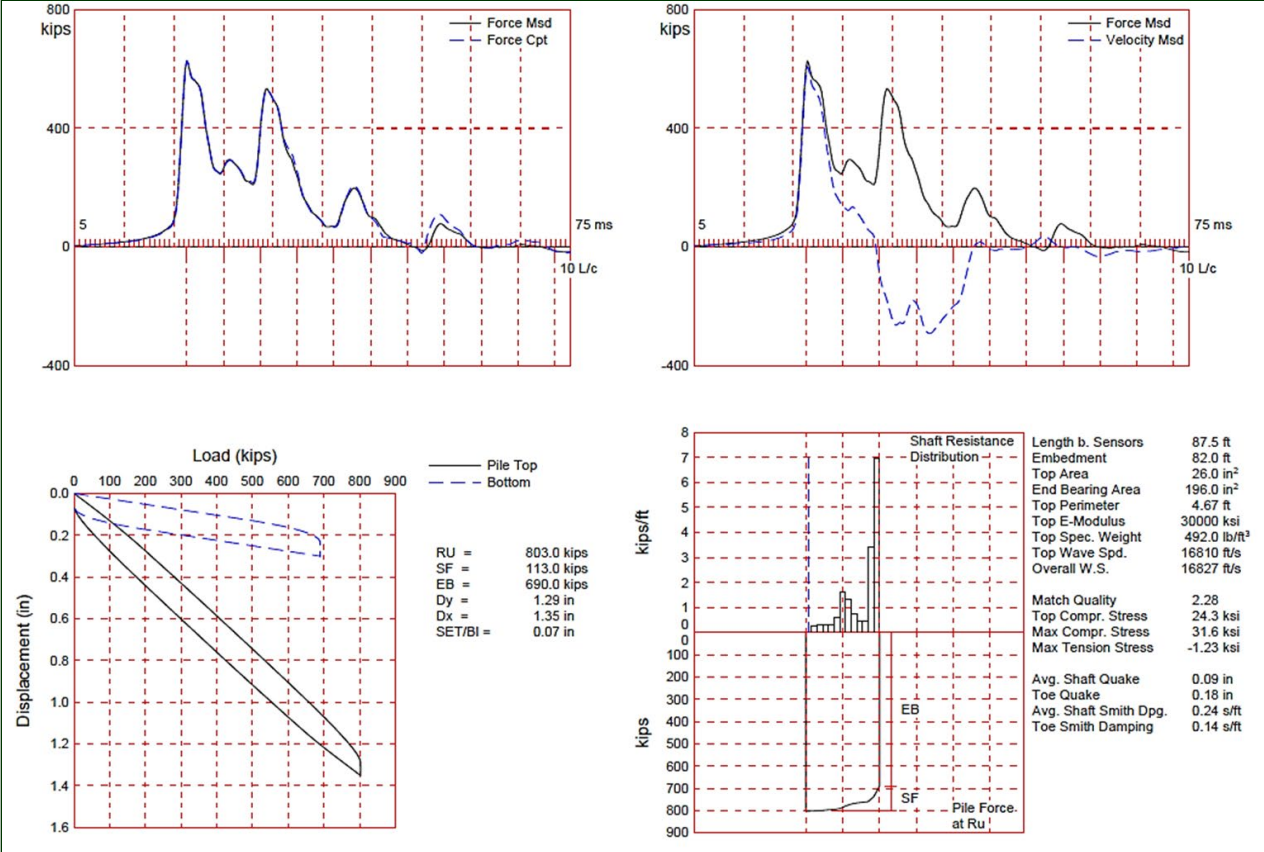 800
kips
400
0
-400
Force Msd
Force Cpt
5
75 ms
10 L/c
800
kips
400
0
-400
Force Msd
Velocity Msd
5
75 ms
10 L/c
Load (kips)
0 100 200 300 400 500 600 700 800 900
0.0
0.2
0.4
0.6
0.8
1.0
1.2
1.4
1.6
Displacement (in)
Pile Top
Bottom
RU = 803.0 kips
SF = 113.0 kips
EB = 690.0 kips
Dy = 1.29 in
Dx = 1.35 in
SET/Bl = 0.07 in
8
7
6
5
4
3
2
1
0
kips/ft
Shaft Resistance
Distribution
0
100
200
300
400
500
600
700
800
900
kips
EB
SF
Pile Force
at Ru
Length b. Sensors 87.5 ft
Embedment 82.0 ft
Top Area 26.0 in²
End Bearing Area 196.0 in²
Top Perimeter 4.67 ft
Top E-Modulus 30000 ksi
Top Spec. Weight 492.0 lb/ft³
Top Wave Spd. 16810 ft/s
Overall W.S. 16827 ft/s
Match Quality 2.28
Top Compr. Stress 24.3 ksi
Max Compr. Stress 31.6 ksi
Max Tension Stress -1.23 ksi
Avg. Shaft Quake 0.09 in
Toe Quake 0.18 in
Avg. Shaft Smith Dpg. 0.24 s/ft
Toe Smith Damping 0.14 s/ft